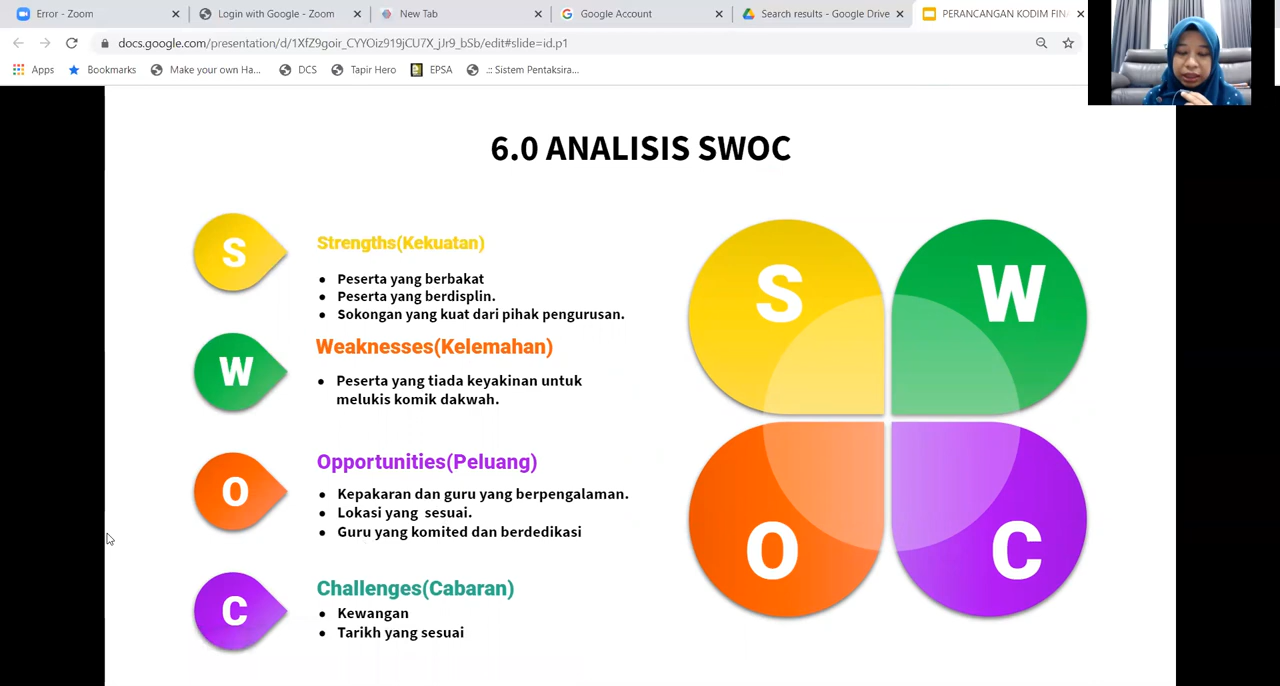 Error - Zoom
Login with Google - Zoom
New Tab
Google Account
Search results - Google Drive
PERANCANGAN KODIM FIN
docs.google.com/presentation/d/1XfZ9goir_CYYOiz919jCU7X_jJr9_bSb/edit#slide=id.p1
Apps
Bookmarks
Make your own Ha...
DCS
Tapir Hero
EPSA
.:: Sistem Pentaksira...
6.0 ANALISIS SWOC
S
Strengths(Kekuatan)
• Peserta yang berbakat
• Peserta yang berdisplin.
• Sokongan yang kuat dari pihak pengurusan.
W
Weaknesses(Kelemahan)
• Peserta yang tiada keyakinan untuk
melukis komik dakwah.
O
Opportunities(Peluang)
• Kepakaran dan guru yang berpengalaman.
• Lokasi yang sesuai.
• Guru yang komited dan berdedikasi
C
Challenges(Cabaran)
• Kewangan
• Tarikh yang sesuai
S
W
O
C